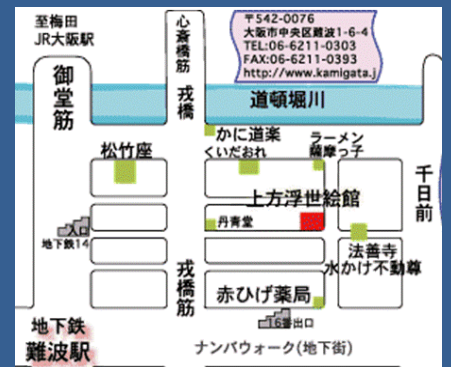 至梅田
JR大阪駅
心斎橋筋
〒542-0076
大阪市中央区難波1-6-4
TEL:06-6211-0303
FAX:06-6211-0393
http://www.kamigata.j
御堂筋
戎橋
道頓堀川
松竹座
かに道楽
くいだおれ
ラーメン
薩摩っ子
千日前
上方浮世絵館
入口
地下鉄14
丹青堂
法善寺
水かけ不動尊
戎橋筋
赤ひげ薬局
16番出口
地下鉄
難波駅
ナンバウォーク(地下街)